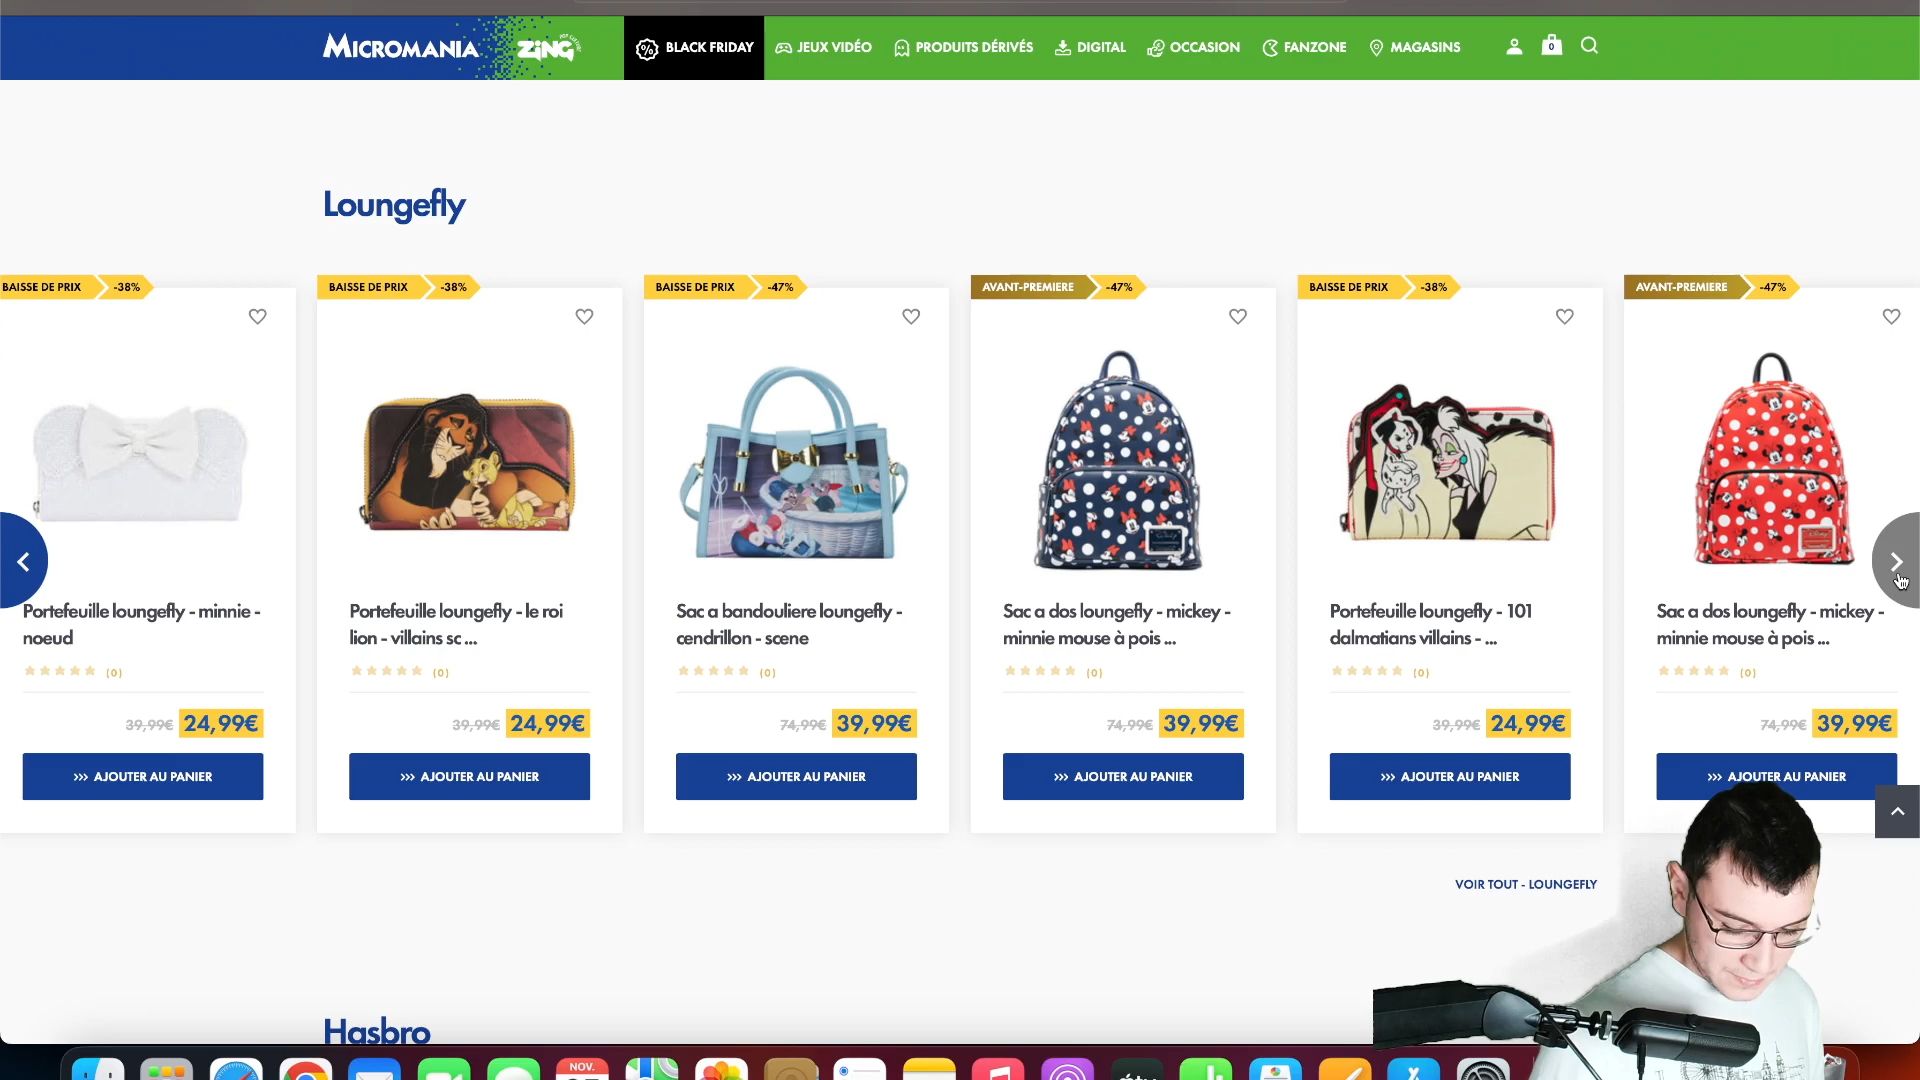 MICROMANIA ZiNG POP CULTURE BLACK FRIDAY JEUX VIDÉO PRODUITS DÉRIVÉS DIGITAL OCCASION FANZONE MAGASINS 0
Loungefly
BAISSE DE PRIX -38% BAISSE DE PRIX -38% BAISSE DE PRIX -47% AVANT-PREMIERE -47% BAISSE DE PRIX -38% AVANT-PREMIERE -47%
Portefeuille loungefly - minnie -
noeud
(0)
39,99€ 24,99€
>>> AJOUTER AU PANIER
Portefeuille loungefly - le roi
lion - villains sc ...
(0)
39,99€ 24,99€
>>> AJOUTER AU PANIER
Sac a bandouliere loungefly -
cendrillon - scene
(0)
74,99€ 39,99€
>>> AJOUTER AU PANIER
Sac a dos loungefly - mickey -
minnie mouse à pois ...
(0)
74,99€ 39,99€
>>> AJOUTER AU PANIER
Portefeuille loungefly - 101
dalmatians villains - ...
(0)
39,99€ 24,99€
>>> AJOUTER AU PANIER
Sac a dos loungefly - mickey -
minnie mouse à pois ...
(0)
74,99€ 39,99€
>>> AJOUTER AU PANIER
VOIR TOUT - LOUNGEFLY
Hasbro
NOV.